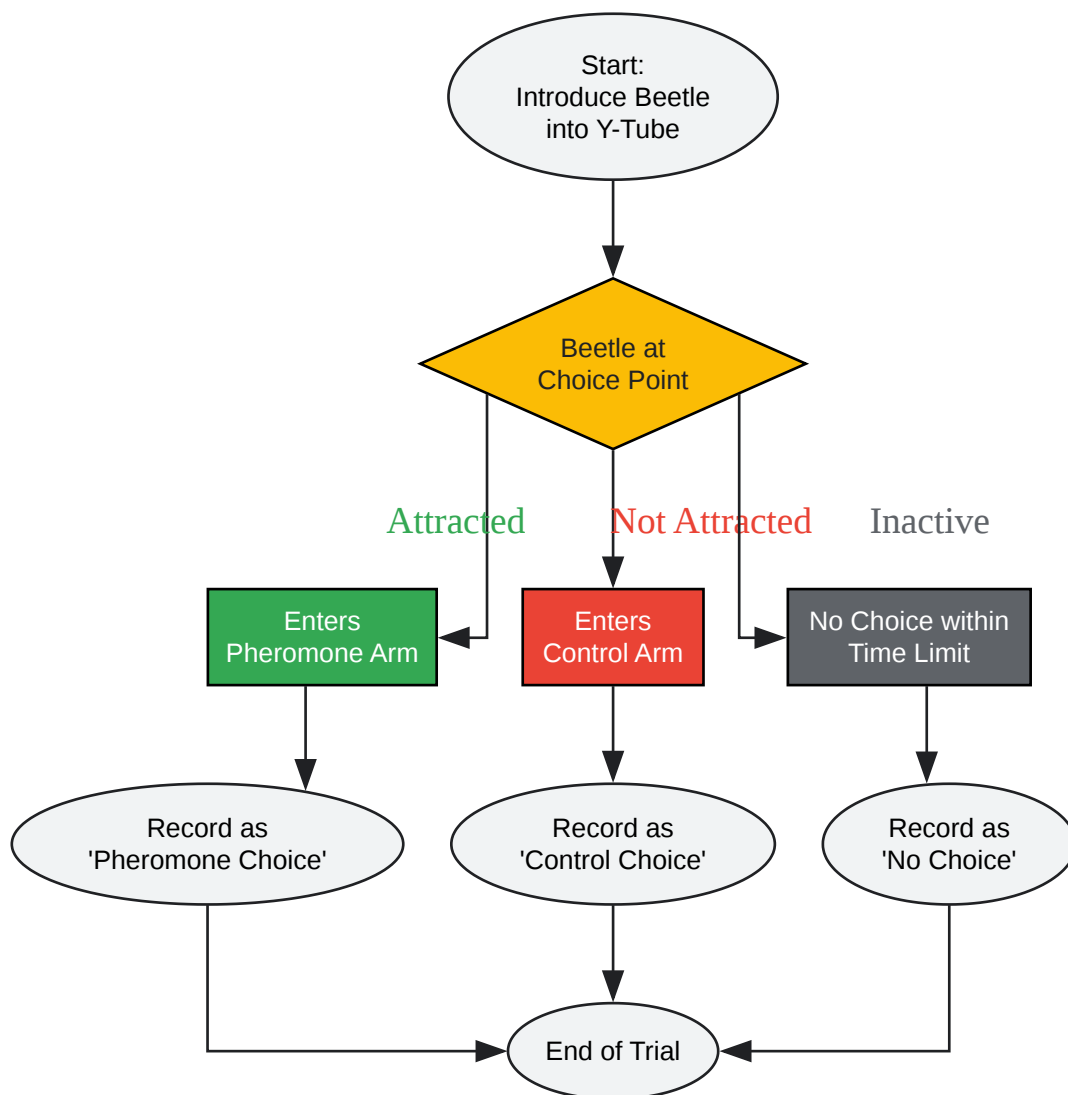 Start:
Introduce Beetle
into Y-Tube
Beetle at
Choice Point
Attracted
Not Attracted
Inactive
Enters
Pheromone Arm
Enters
Control Arm
No Choice within
Time Limit
Record as
'Pheromone Choice'
Record as
'Control Choice'
Record as
'No Choice'
End of Trial